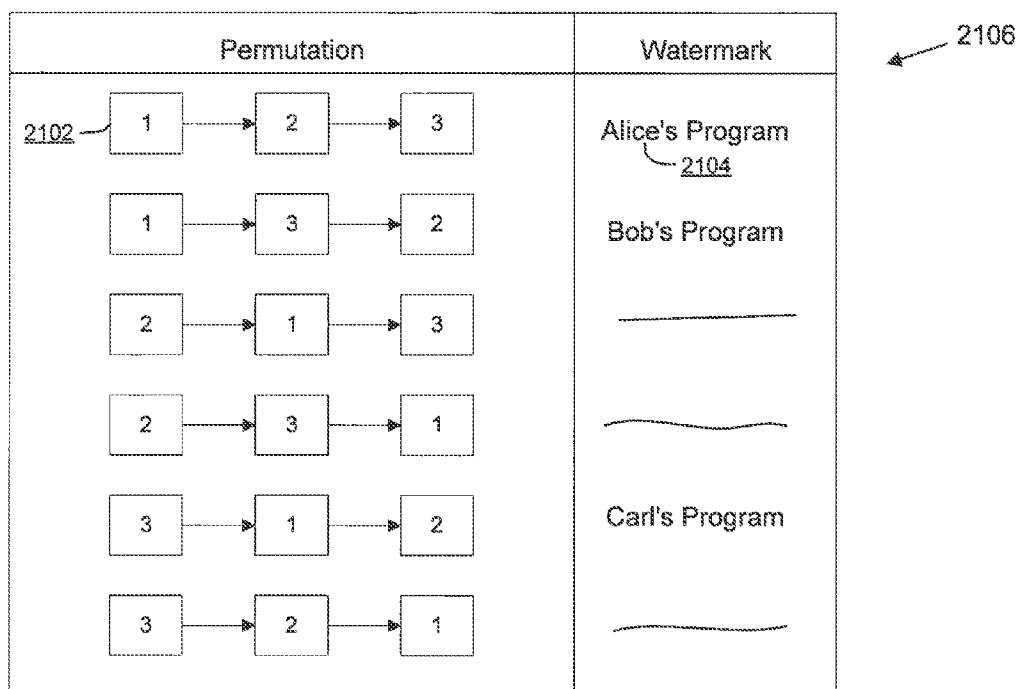 2106
Permutation Watermark
2102 1 2 3 Alice's Program
2104
1 3 2 Bob's Program
2 1 3
2 3 1
3 1 2 Carl's Program
3 2 1